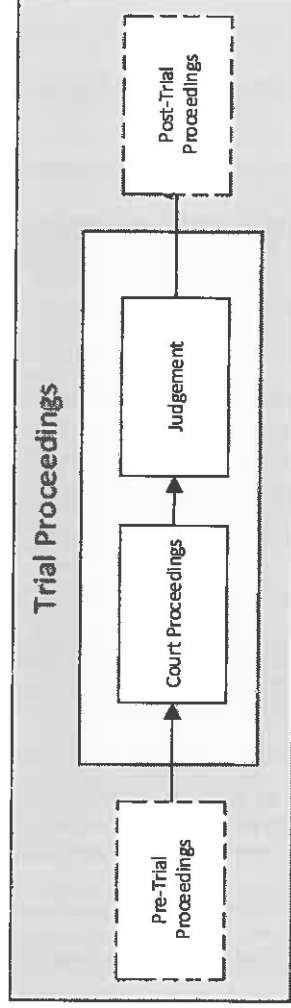 Trial Proceedings
Pre-Trial
Proceedings
Court Proceedings
Judgement
Post-Trial
Proceedings